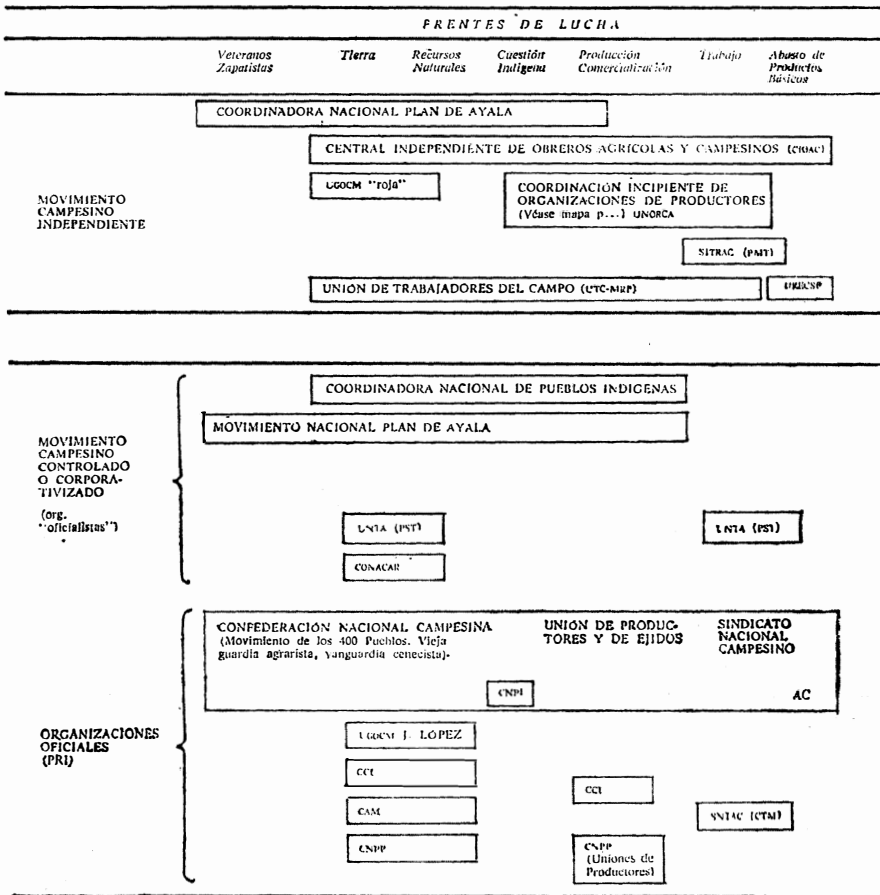 FRENTES DE LUCHA
Veteranos Zapatistas
Tierra
Recursos Naturales
Cuestión Indígena
Producción Comercialización
Trabajo
Abasto de Productos Básicos
MOVIMIENTO
CAMPESINO
INDEPENDIENTE
COORDINADORA NACIONAL PLAN DE AYALA
CENTRAL INDEPENDIENTE DE OBREROS AGRÍCOLAS Y CAMPESINOS (CIOAC)
UGOCM "roja"
COORDINACIÓN INCIPIENTE DE
ORGANIZACIONES DE PRODUCTORES
(Véase mapa p...) UNORCA
SITRAC (PMT)
UNIÓN DE TRABAJADORES DEL CAMPO (UTC-MRP)
MOVIMIENTO
CAMPESINO
CONTROLADO
O CORPORA-
TIVIZADO
(org.
"oficialistas")
COORDINADORA NACIONAL DE PUEBLOS INDIGENAS
MOVIMIENTO NACIONAL PLAN DE AYALA
UNTA (PST)
UNTA (PST)
CONACAR
ORGANIZACIONES
OFICIALES
(PRI)
CONFEDERACIÓN NACIONAL CAMPESINA
(Movimiento de los 400 Pueblos. Vieja
guardia agrarista, vanguardia cenecista).
UNIÓN DE PRODUC-
TORES Y DE EJIDOS
SINDICATO
NACIONAL
CAMPESINO
CNPI
AC
UGOCM J. LÓPEZ
CCI
CCI
CAM
SNTAC (CTM)
CNPP
CNPP
(Uniones de
Productores)